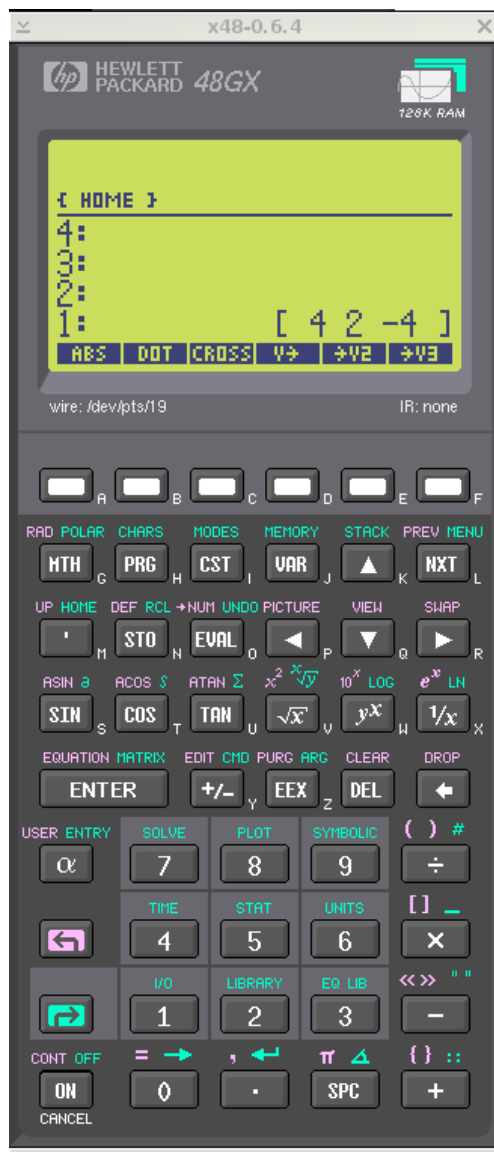 x48-0.6.4
hp HEWLETT PACKARD 48GX
128K RAM
{ HOME }
4:
3:
2:
1: [ 4 2 -4 ]
ABS DOT CROSS V→ →V2 →V3
wire: /dev/pts/19 IR: none
A B C D E F
RAD POLAR CHARS MODES MEMORY STACK PREV MENU
MTH G PRG H CST I VAR J ▲ K NXT L
UP HOME DEF RCL →NUM UNDO PICTURE VIEW SWAP
' M STO N EVAL O ◀ P ▼ Q ▶ R
ASIN ∂ ACOS ∫ ATAN Σ x² ˣ√y 10ˣ LOG eˣ LN
SIN S COS T TAN U √x V yˣ W 1/x X
EQUATION MATRIX EDIT CMD PURG ARG CLEAR DROP
ENTER +/- Y EEX Z DEL ←
USER ENTRY SOLVE PLOT SYMBOLIC ( ) #
α 7 8 9 ÷
TIME STAT UNITS [] _
4 5 6 ×
I/O LIBRARY EQ LIB «» ""
1 2 3 −
CONT OFF = → , ↵ π ∡ {} ::
ON 0 . SPC +
CANCEL